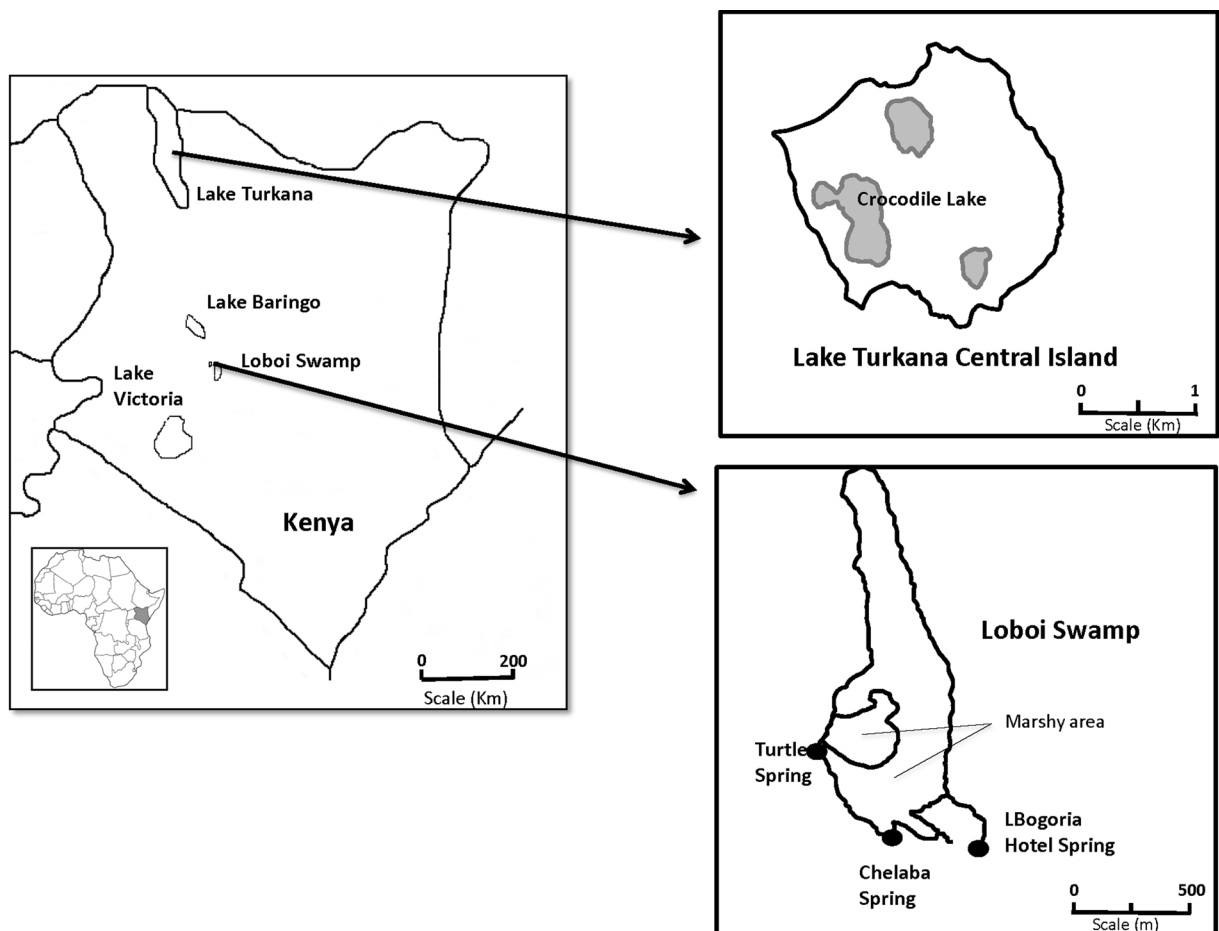 Lake Turkana
Lake Baringo
Loboi Swamp
Lake
Victoria
Kenya
0 200
Scale (Km)
Crocodile Lake
Lake Turkana Central Island
0 1
Scale (Km)
Loboi Swamp
Marshy area
Turtle
Spring
LBogoria
Hotel Spring
Chelaba
Spring
0 500
Scale (m)